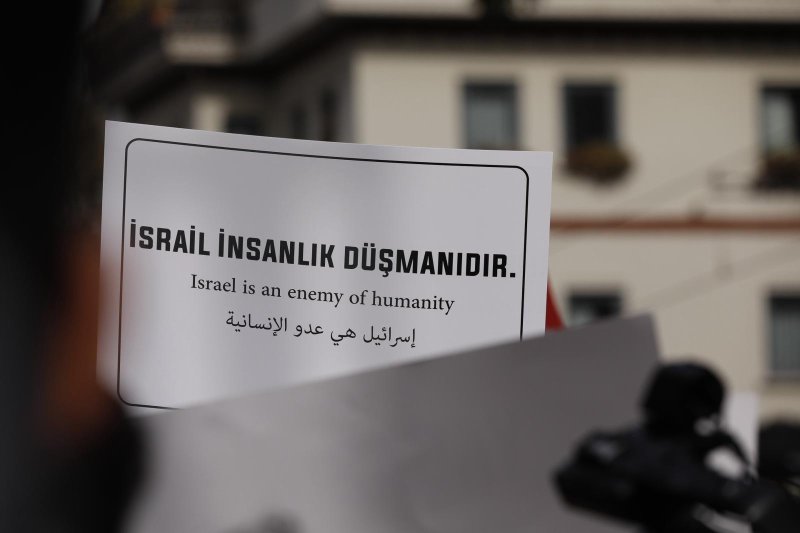 İSRAİL İNSANLIK DÜŞMANIDIR.
Israel is an enemy of humanity
إسرائيل هي عدو الإنسانية